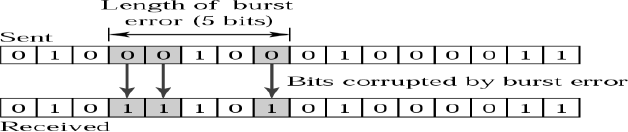 Length of burst
error (5 bits)
Sent
0 1 0 0 0 1 0 0 0 1 0 0 0 0 1 1
Bits corrupted by burst error
0 1 0 1 1 1 0 1 0 1 0 0 0 0 1 1
Received